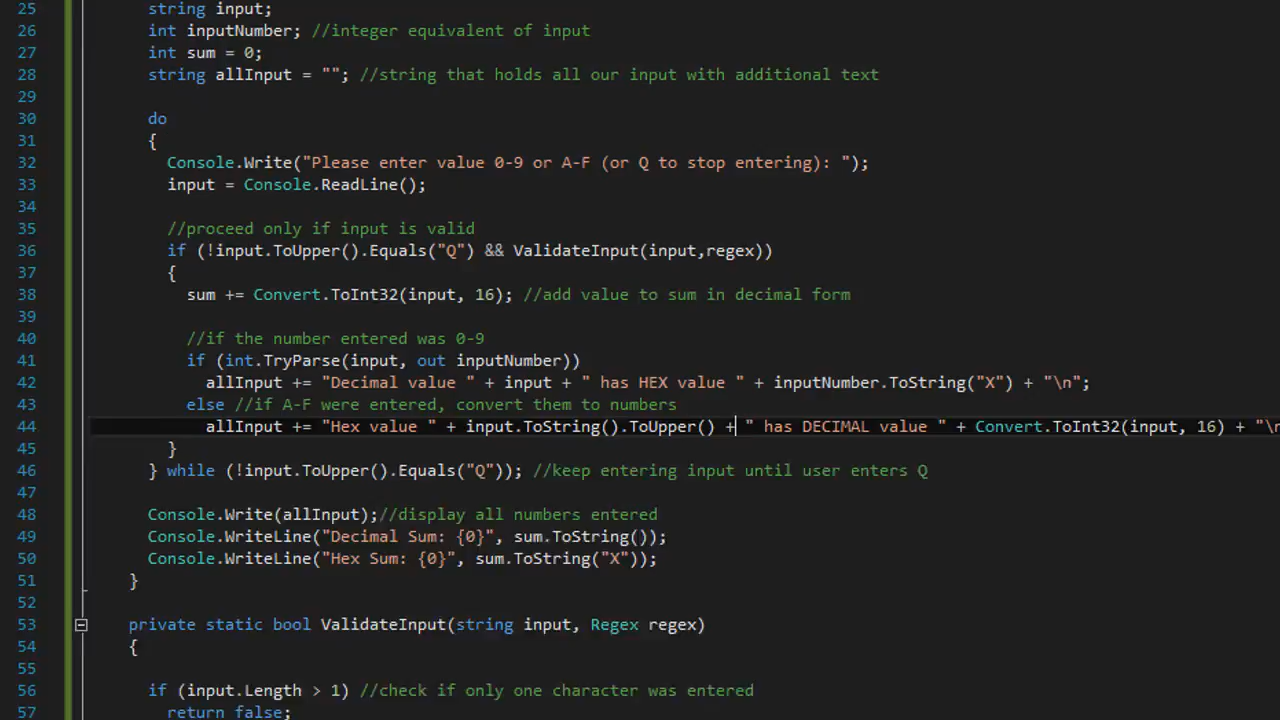 25 string input;
26 int inputNumber; //integer equivalent of input
27 int sum = 0;
28 string allInput = ""; //string that holds all our input with additional text
29
30 do
31 {
32 Console.Write("Please enter value 0-9 or A-F (or Q to stop entering): ");
33 input = Console.ReadLine();
34
35 //proceed only if input is valid
36 if (!input.ToUpper().Equals("Q") && ValidateInput(input,regex))
37 {
38 sum += Convert.ToInt32(input, 16); //add value to sum in decimal form
39
40 //if the number entered was 0-9
41 if (int.TryParse(input, out inputNumber))
42 allInput += "Decimal value " + input + " has HEX value " + inputNumber.ToString("X") + "\n";
43 else //if A-F were entered, convert them to numbers
44 allInput += "Hex value " + input.ToString().ToUpper() + " has DECIMAL value " + Convert.ToInt32(input, 16) + "\n
45 }
46 } while (!input.ToUpper().Equals("Q")); //keep entering input until user enters Q
47
48 Console.Write(allInput);//display all numbers entered
49 Console.WriteLine("Decimal Sum: {0}", sum.ToString());
50 Console.WriteLine("Hex Sum: {0}", sum.ToString("X"));
51 }
52
53 private static bool ValidateInput(string input, Regex regex)
54 {
55
56 if (input.Length > 1) //check if only one character was entered
57 return false;